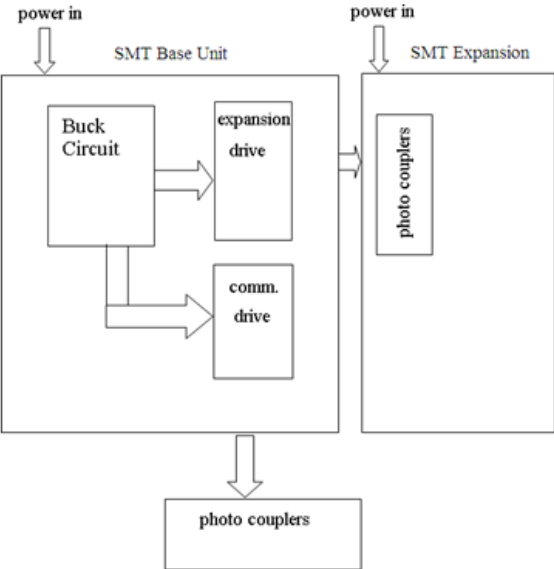 power in
power in
SMT Base Unit
SMT Expansion
Buck
Circuit
expansion
drive
photo couplers
comm.
drive
photo couplers